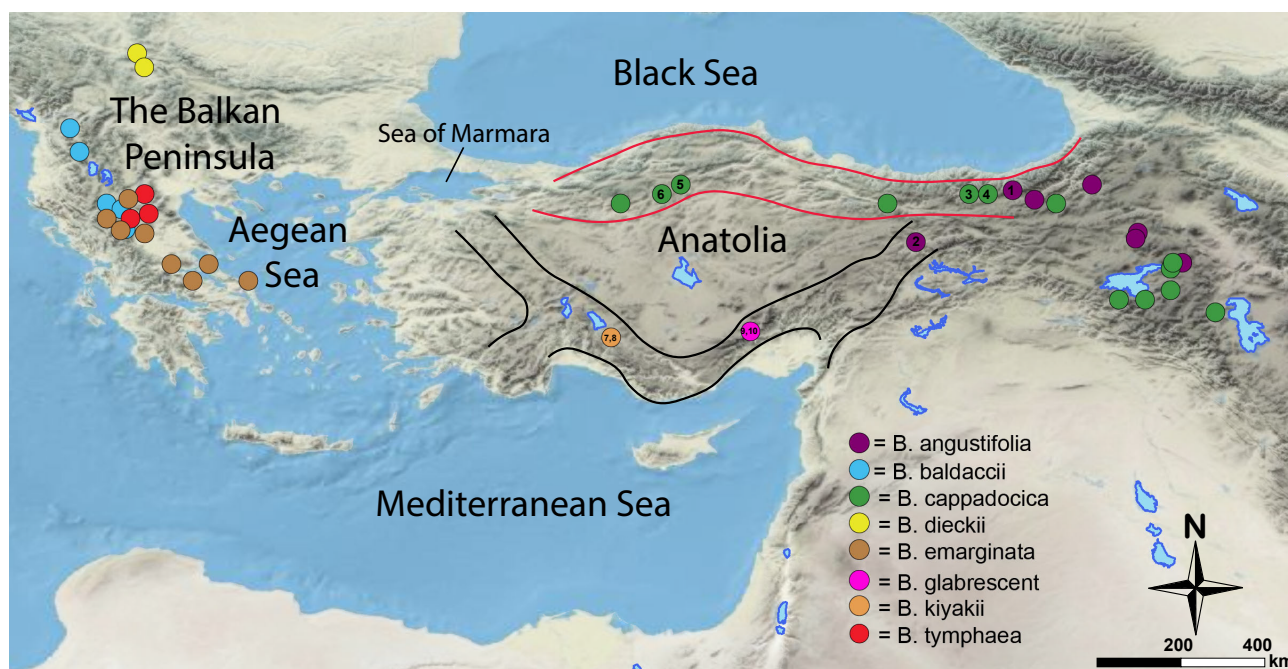 Black Sea
The Balkan
Peninsula
Sea of Marmara
5
6
3
4
1
Aegean
Sea
Anatolia
2
7,8
9,10
Mediterranean Sea
= B. angustifolia
= B. baldaccii
= B. cappadocica
= B. dieckii
= B. emarginata
= B. glabrescent
= B. kiyakii
= B. tymphaea
N
200
400
km